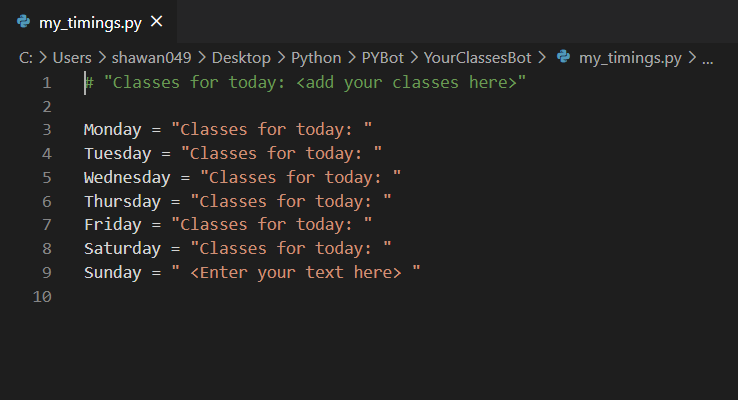 my_timings.py ×
C: > Users > shawan049 > Desktop > Python > PYBot > YourClassesBot > my_timings.py > ...
1 # "Classes for today: <add your classes here>"
2
3 Monday = "Classes for today: "
4 Tuesday = "Classes for today: "
5 Wednesday = "Classes for today: "
6 Thursday = "Classes for today: "
7 Friday = "Classes for today: "
8 Saturday = "Classes for today: "
9 Sunday = " <Enter your text here> "
10